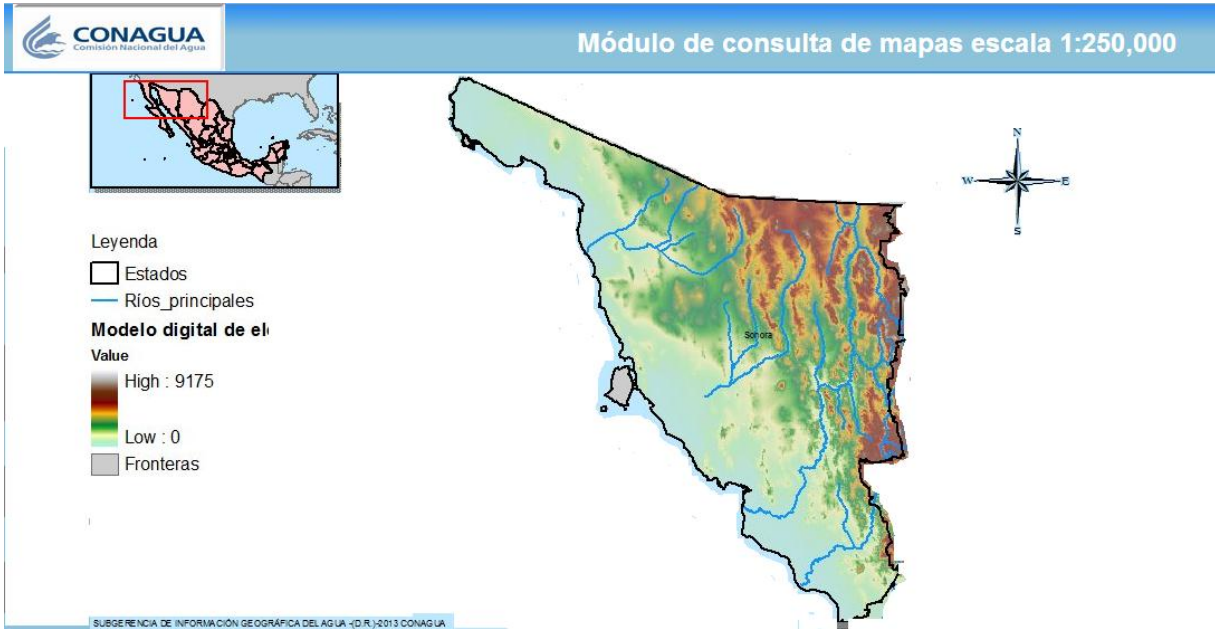 CONAGUA
Comisión Nacional del Agua
Módulo de consulta de mapas escala 1:250,000
N
W
E
S
Leyenda
Estados
Ríos_principales
Modelo digital de el
Value
High : 9175
Low : 0
Fronteras
Sonora
SUBGERENCIA DE INFORMACIÓN GEOGRÁFICA DEL AGUA -(D.R.)-2013 CONAGUA